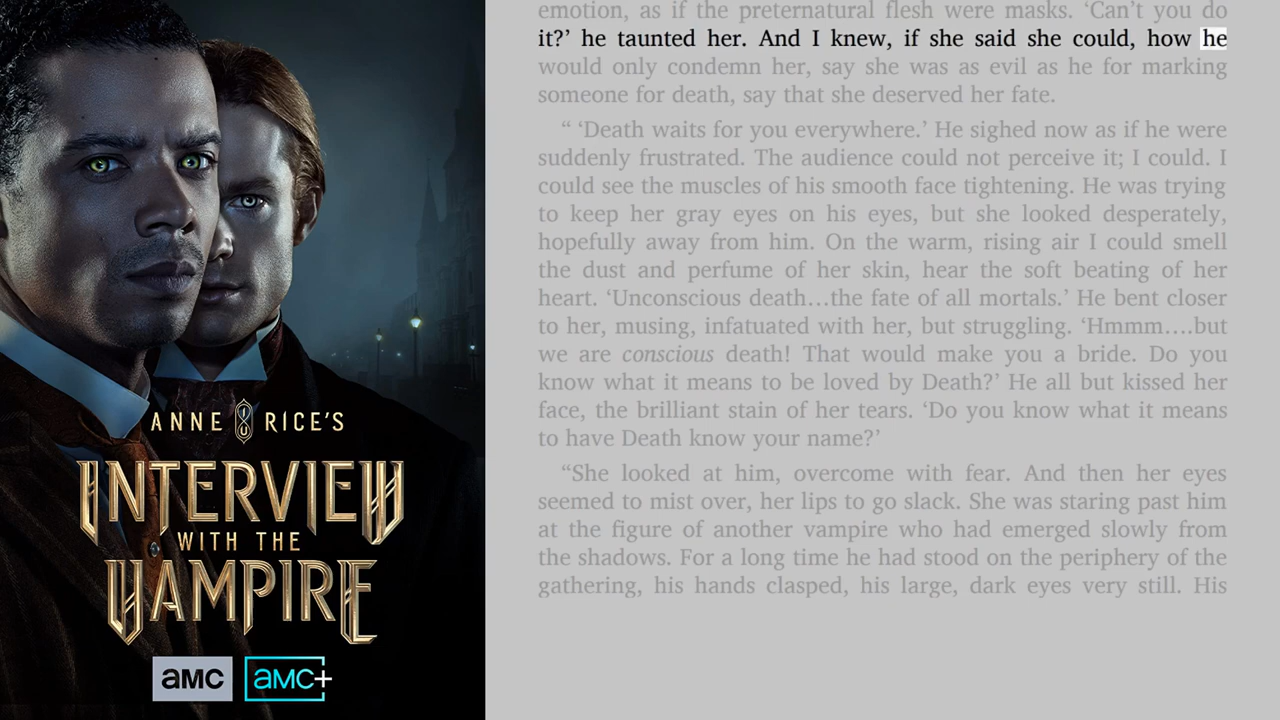 ANNE RICE'S
INTERVIEW
WITH THE
VAMPIRE
amc
amc+
emotion, as if the preternatural flesh were masks. ‘Can’t you do
it?’ he taunted her. And I knew, if she said she could, how he
would only condemn her, say she was as evil as he for marking
someone for death, say that she deserved her fate.
“ ‘Death waits for you everywhere.’ He sighed now as if he were
suddenly frustrated. The audience could not perceive it; I could. I
could see the muscles of his smooth face tightening. He was trying
to keep her gray eyes on his eyes, but she looked desperately,
hopefully away from him. On the warm, rising air I could smell
the dust and perfume of her skin, hear the soft beating of her
heart. ‘Unconscious death…the fate of all mortals.’ He bent closer
to her, musing, infatuated with her, but struggling. ‘Hmmm….but
we are conscious death! That would make you a bride. Do you
know what it means to be loved by Death?’ He all but kissed her
face, the brilliant stain of her tears. ‘Do you know what it means
to have Death know your name?’
“She looked at him, overcome with fear. And then her eyes
seemed to mist over, her lips to go slack. She was staring past him
at the figure of another vampire who had emerged slowly from
the shadows. For a long time he had stood on the periphery of the
gathering, his hands clasped, his large, dark eyes very still. His